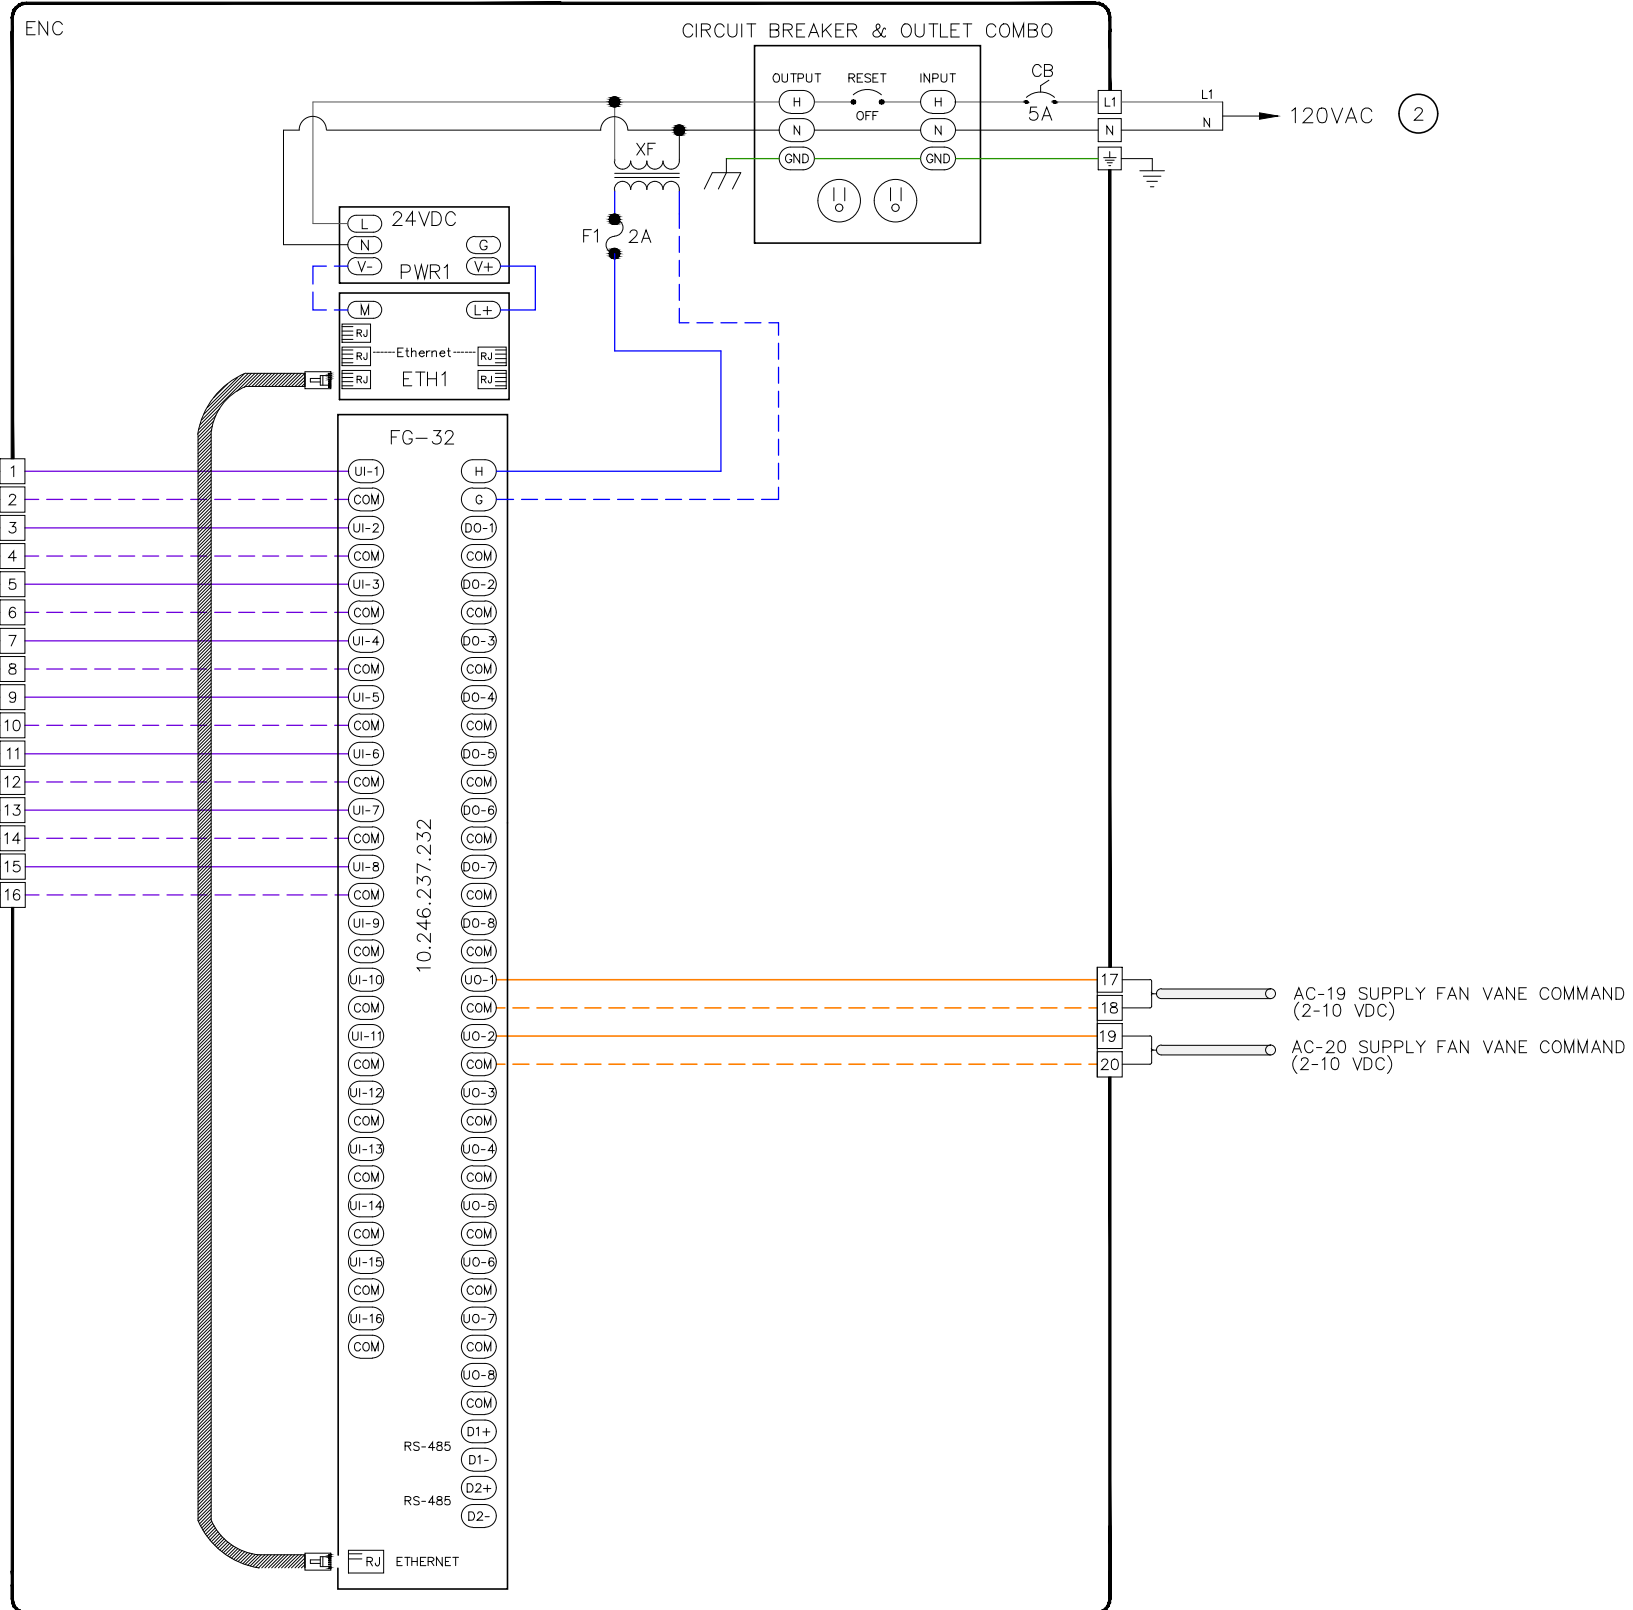 ENC
CIRCUIT BREAKER & OUTLET COMBO
OUTPUT RESET INPUT
CB
H H
OFF
5A
L1
L1
120VAC 2
N N
N
N
GND GND
XF
F1 2A
L 24VDC
N G
V- PWR1 V+
M L+
RJ
RJ Ethernet RJ
RJ ETH1 RJ
FG-32
1 UI-1 H
2 COM G
3 UI-2 DO-1
4 COM COM
5 UI-3 DO-2
6 COM COM
7 UI-4 DO-3
8 COM COM
9 UI-5 DO-4
10 COM COM
11 UI-6 DO-5
12 COM COM
13 UI-7 DO-6
14 COM COM
15 UI-8 DO-7
16 COM COM
10.246.237.232
UI-9 DO-8
COM COM
UI-10 UO-1 17
COM COM 18
AC-19 SUPPLY FAN VANE COMMAND
(2-10 VDC)
UI-11 UO-2 19
COM COM 20
AC-20 SUPPLY FAN VANE COMMAND
(2-10 VDC)
UI-12 UO-3
COM COM
UI-13 UO-4
COM COM
UI-14 UO-5
COM COM
UI-15 UO-6
COM COM
UI-16 UO-7
COM COM
UO-8
COM
D1+
RS-485
D1-
D2+
RS-485
D2-
RJ ETHERNET